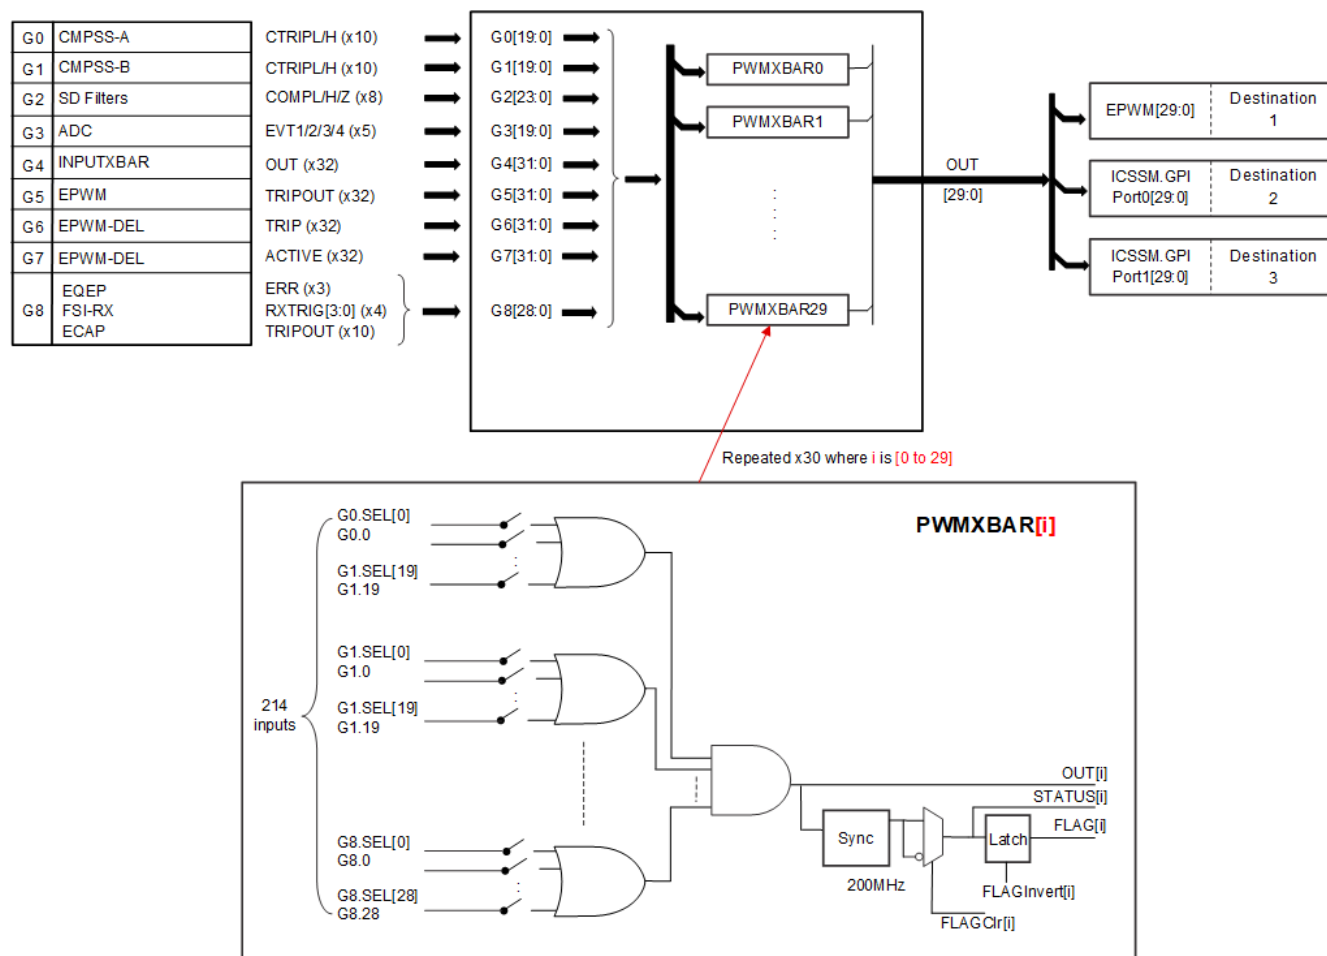 G0 CMPSS-A CTRIPL/H (x10) G0[19:0]
G1 CMPSS-B CTRIPL/H (x10) G1[19:0]
G2 SD Filters COMPL/H/Z (x8) G2[23:0]
G3 ADC EVT1/2/3/4 (x5) G3[19:0]
G4 INPUTXBAR OUT (x32) G4[31:0]
G5 EPWM TRIPOUT (x32) G5[31:0]
G6 EPWM-DEL TRIP (x32) G6[31:0]
G7 EPWM-DEL ACTIVE (x32) G7[31:0]
G8
EQEP ERR (x3)
FSI-RX RXTRIG[3:0] (x4)
ECAP TRIPOUT (x10)
G8[28:0]
PWMXBAR0
PWMXBAR1
PWMXBAR29
OUT
[29:0]
EPWM[29:0]
Destination
1
ICSSM.GPI
Port0[29:0]
Destination
2
ICSSM.GPI
Port1[29:0]
Destination
3
Repeated x30 where i is [0 to 29]
PWMXBAR[i]
214
inputs
G0.SEL[0]
G0.0
G1.SEL[19]
G1.19
G1.SEL[0]
G1.0
G1.SEL[19]
G1.19
G8.SEL[0]
G8.0
G8.SEL[28]
G8.28
OUT[i]
STATUS[i]
FLAG[i]
Sync
Latch
200MHz
FLAGInvert[i]
FLAGClr[i]